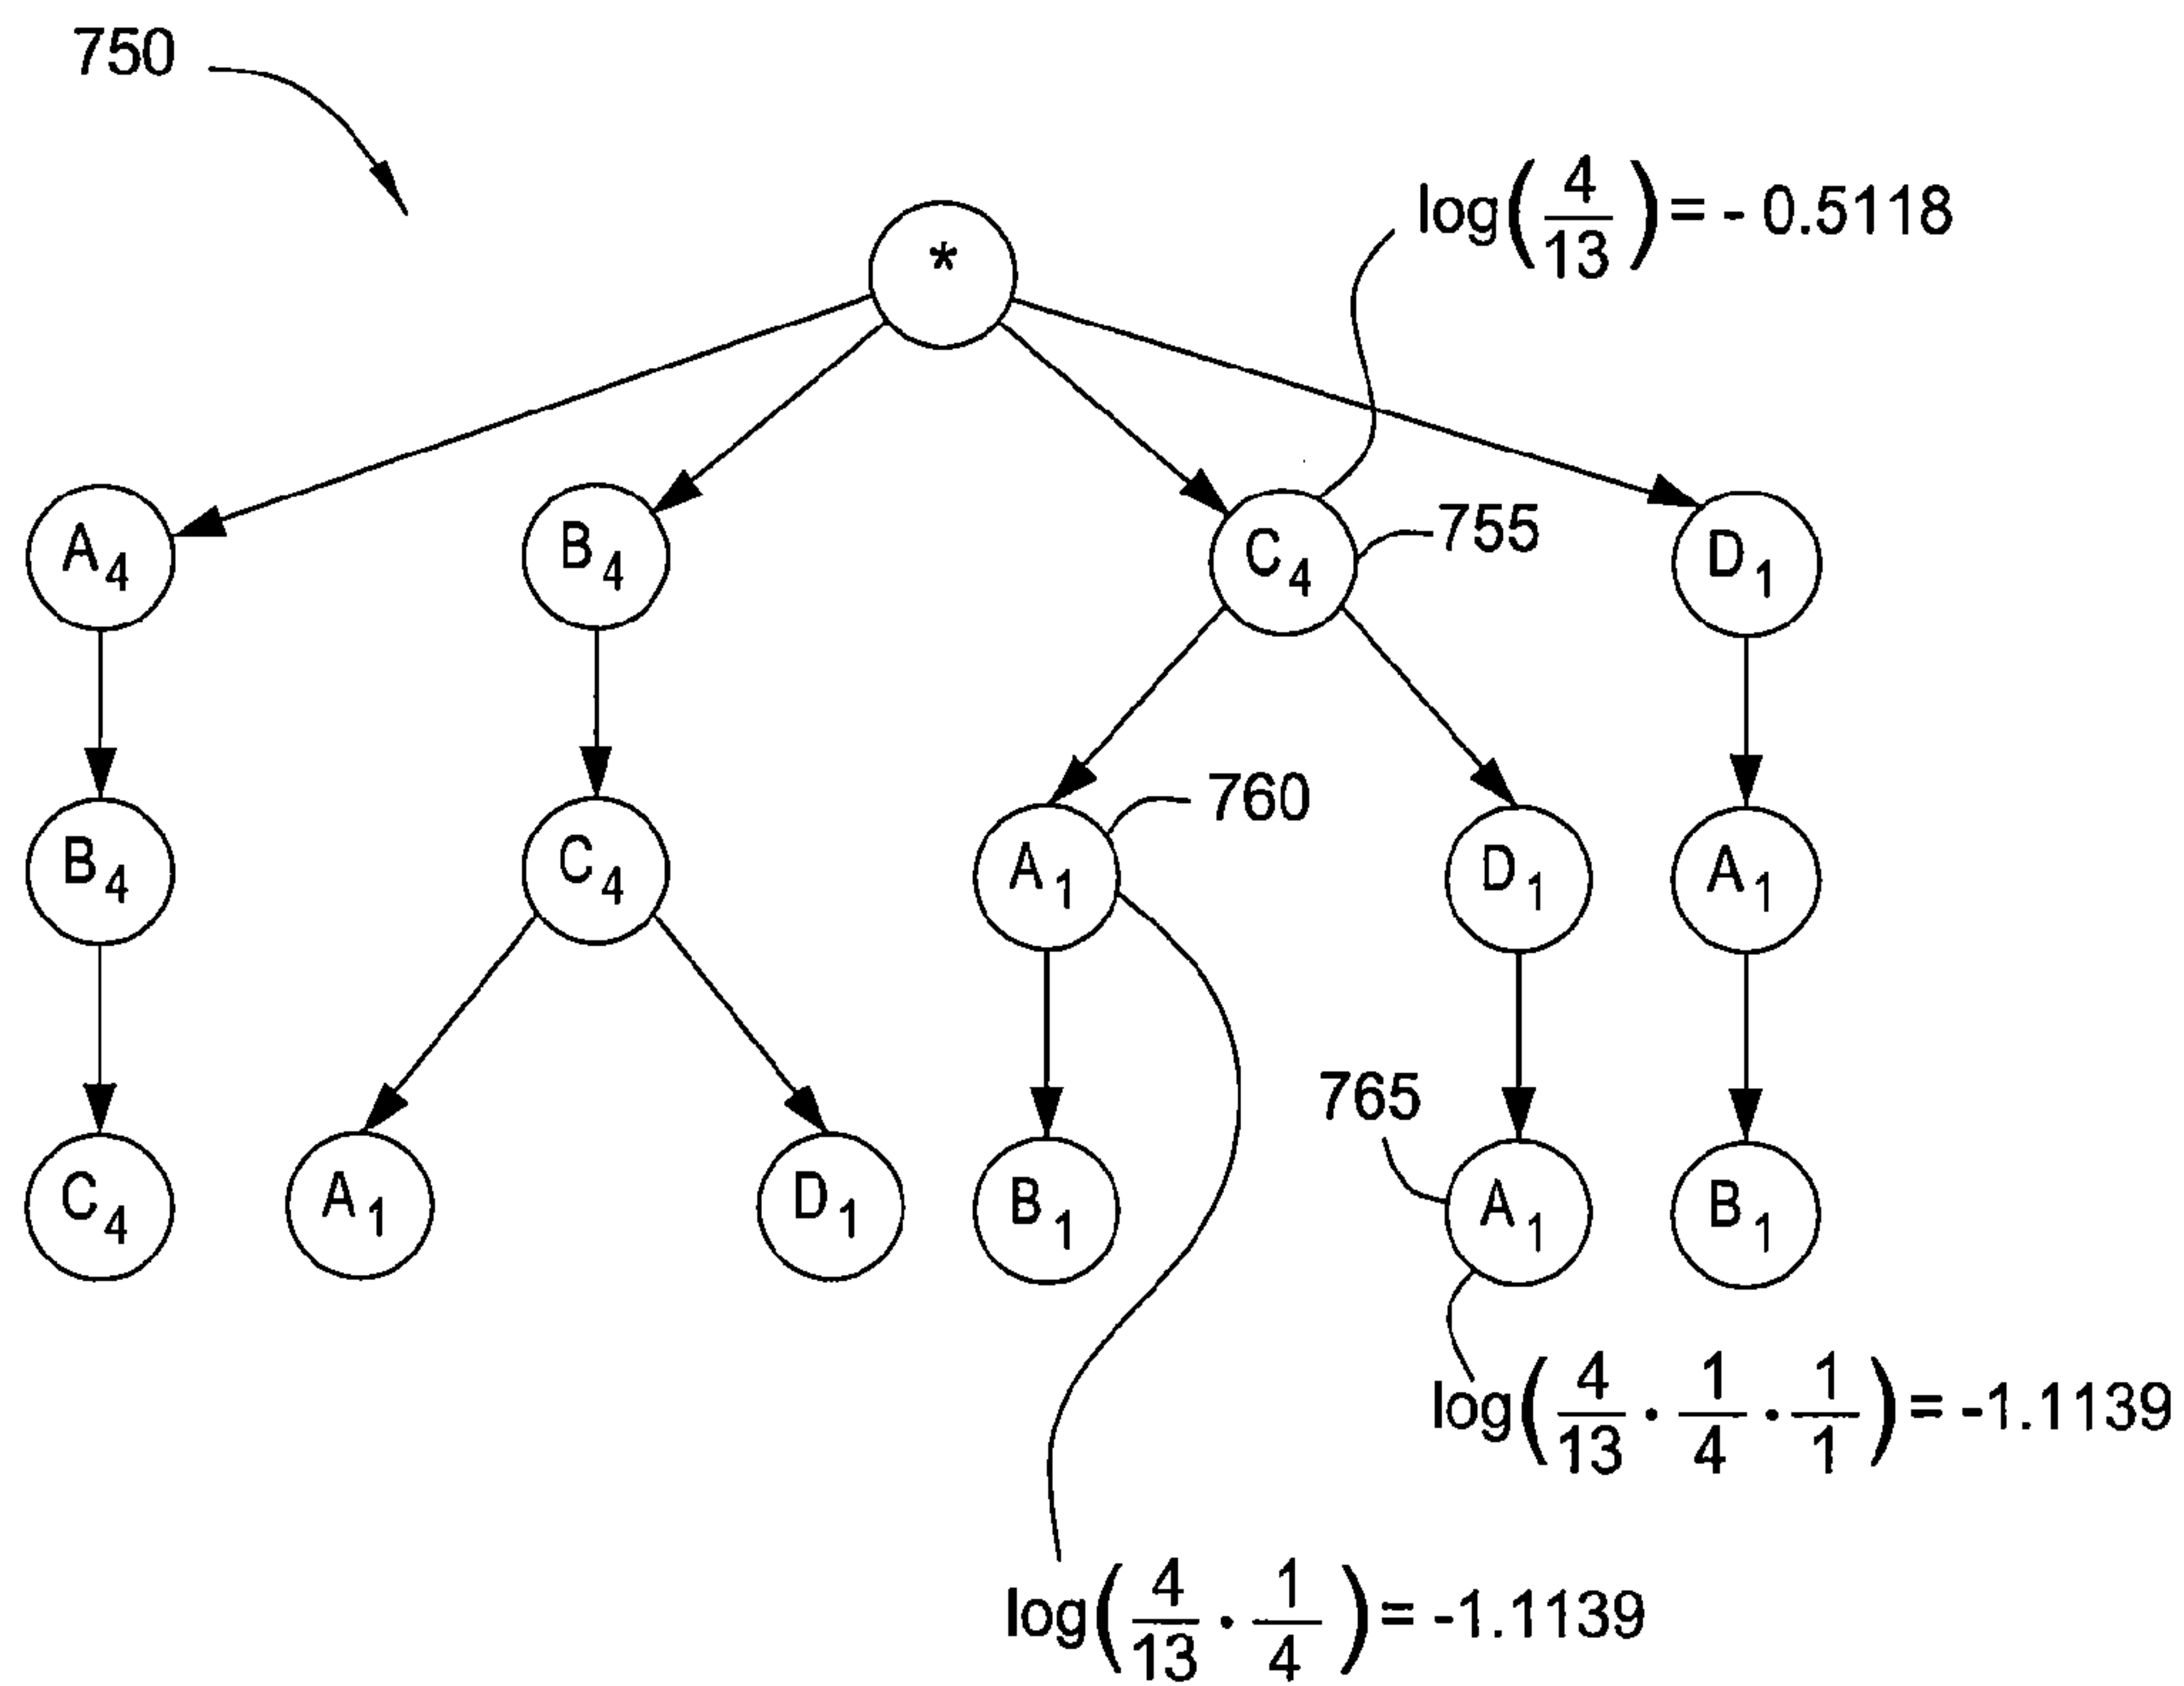 750
log(4/13) = - 0.5118
*
A4 B4 C4 755 D1
760
B4 C4 A1 D1 A1
765
C4 A1 D1 B1 A1 B1
log(4/13 · 1/4 · 1/1) = -1.1139
log(4/13 · 1/4) = -1.1139